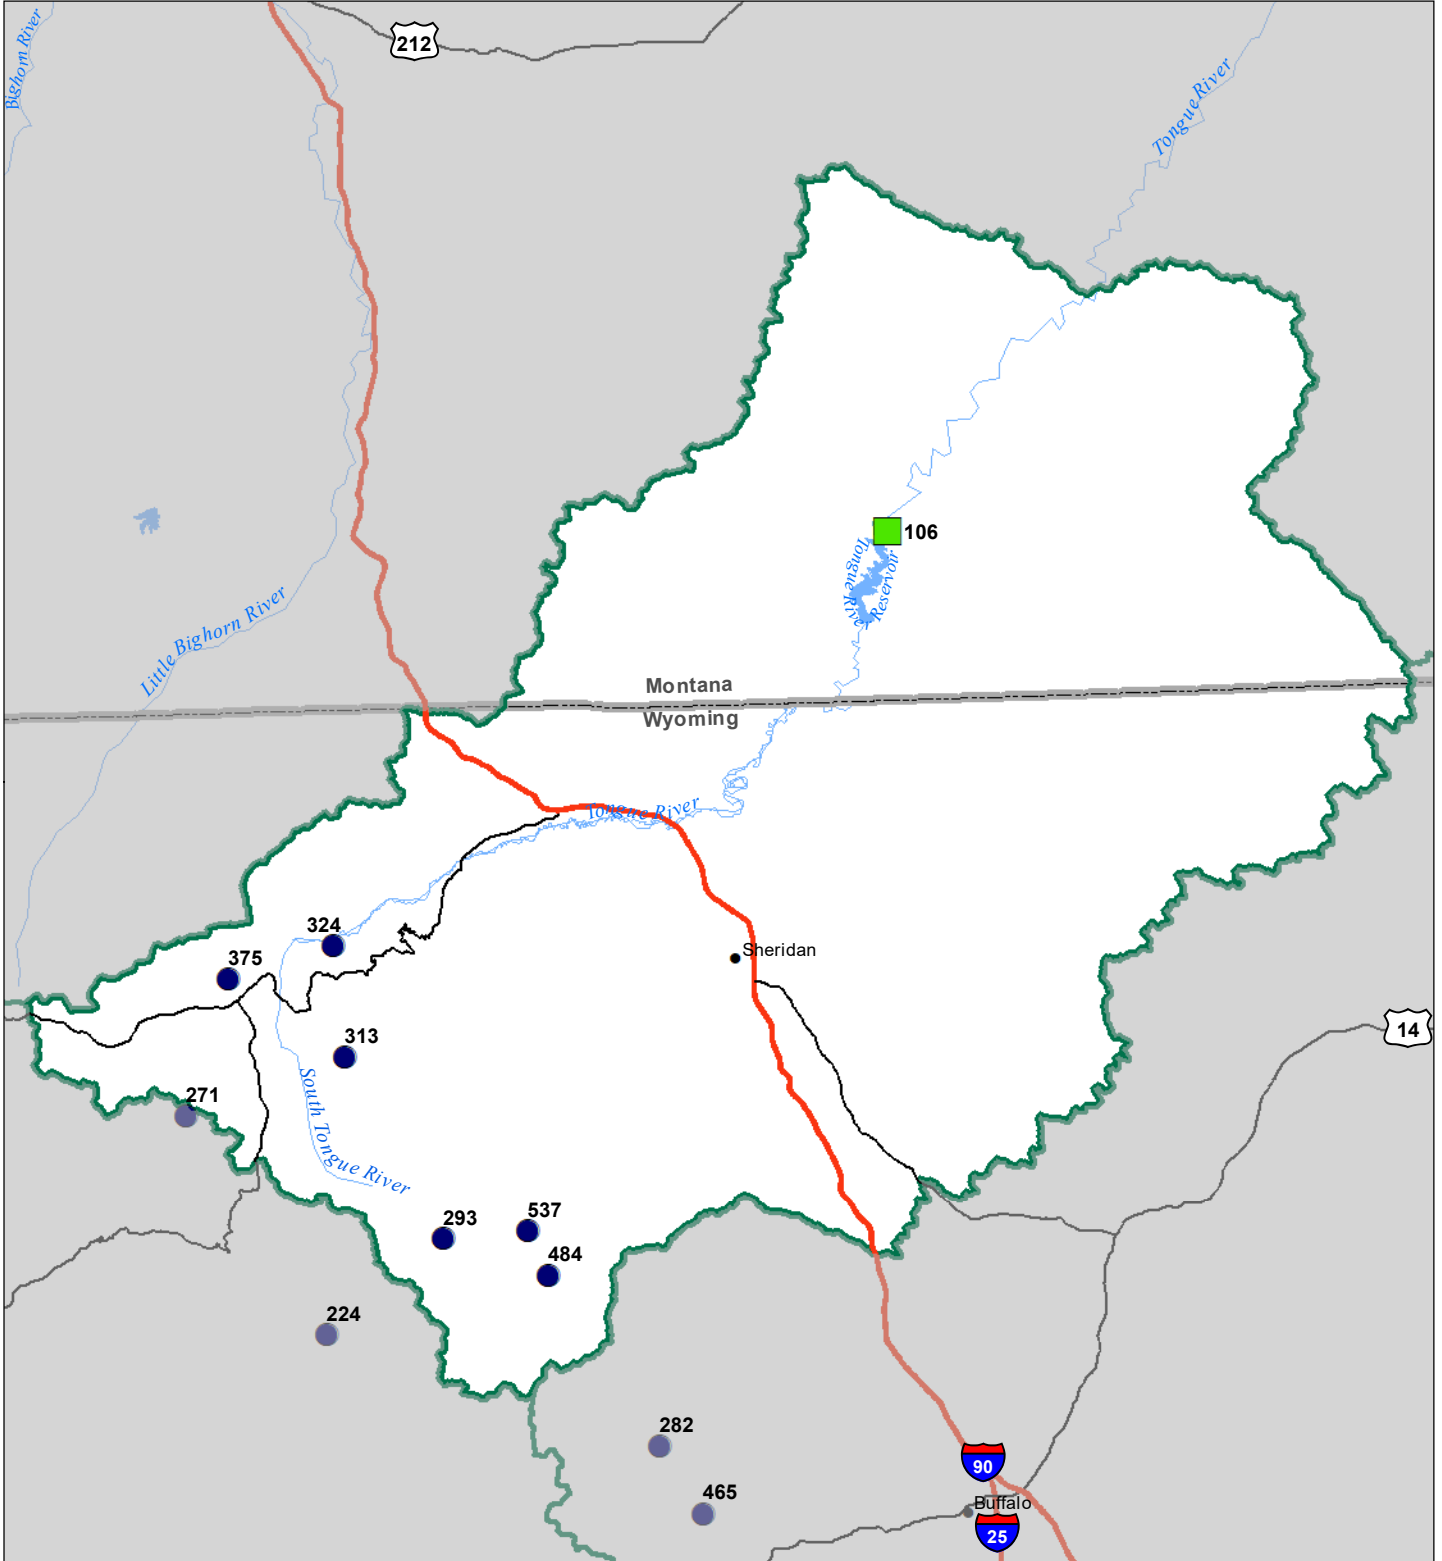 212
Bighorn River
Tongue River
106
Tongue River
Reservoir
Little Bighorn River
Montana
Wyoming
Tongue River
324
375
Sheridan
313
14
271
South Tongue River
293
537
484
224
282
465
90
Buffalo
25